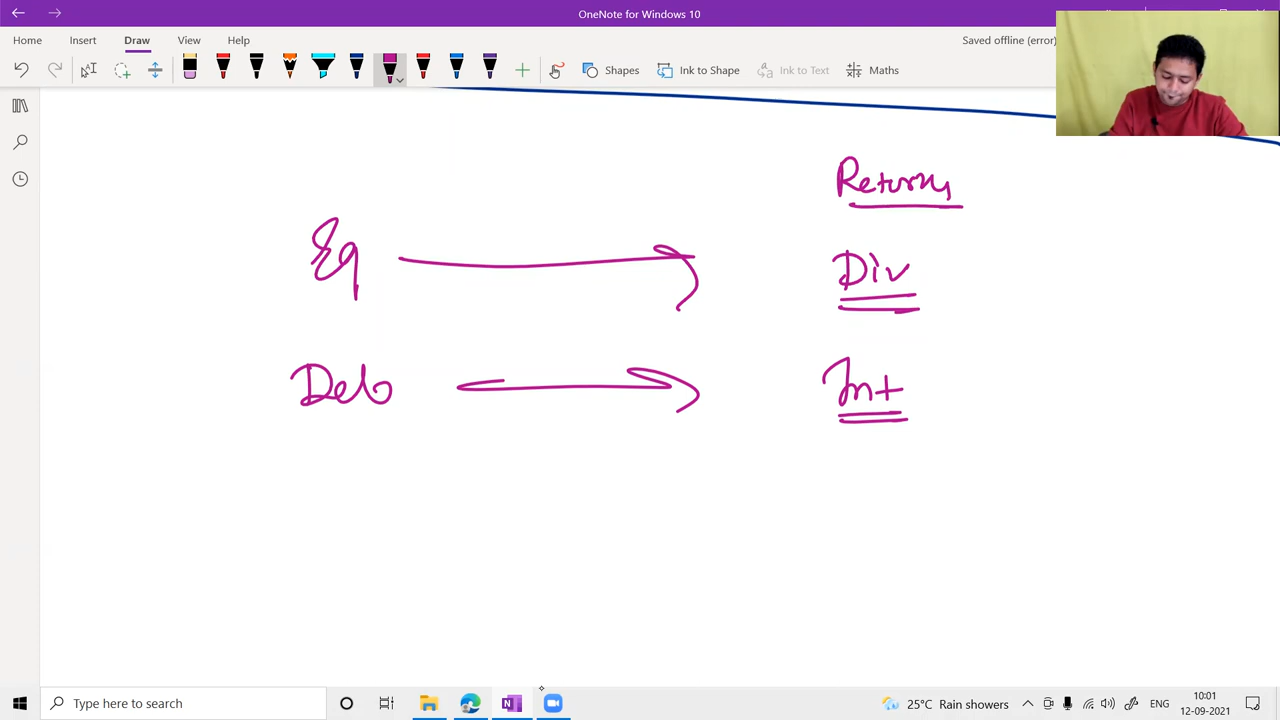 OneNote for Windows 10
Home Insert Draw View Help Saved offline (error)
Shapes Ink to Shape Ink to Text Maths
Returns
Eq Div
Deb Int
Type here to search 25°C Rain showers ENG 10:01
12-09-2021